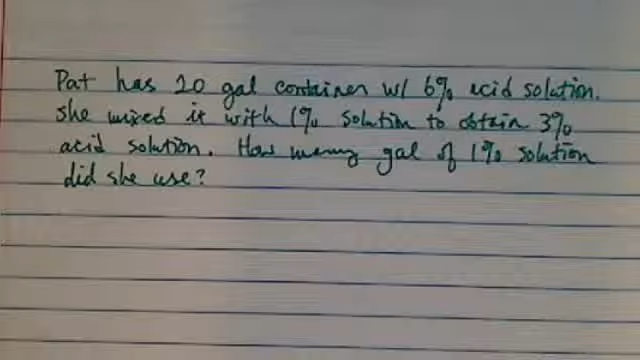 Pat has 20 gal container w/ 6% acid solution.
She mixed it with 1% solution to obtain 3%
acid solution. How many gal of 1% solution
did she use?